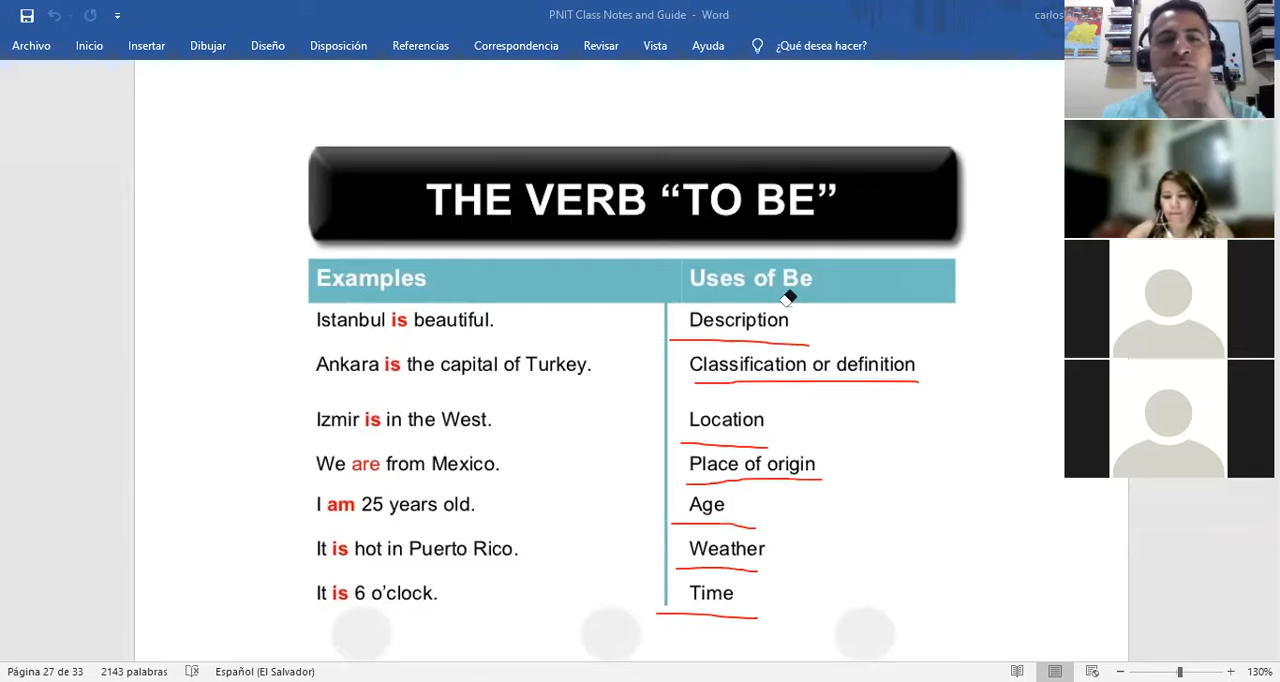 PNIT Class Notes and Guide - Word
carlos
Archivo Inicio Insertar Dibujar Diseño Disposición Referencias Correspondencia Revisar Vista Ayuda ¿Qué desea hacer?
THE VERB “TO BE”
Examples Uses of Be
Istanbul is beautiful. Description
Ankara is the capital of Turkey. Classification or definition
Izmir is in the West. Location
We are from Mexico. Place of origin
I am 25 years old. Age
It is hot in Puerto Rico. Weather
It is 6 o’clock. Time
Página 27 de 33 2143 palabras Español (El Salvador) 130%